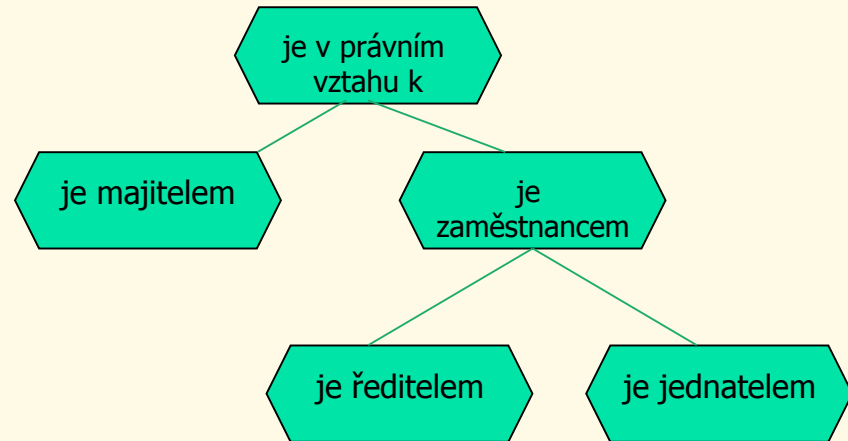 je v právním
vztahu k
je majitelem
je
zaměstnancem
je ředitelem
je jednatelem